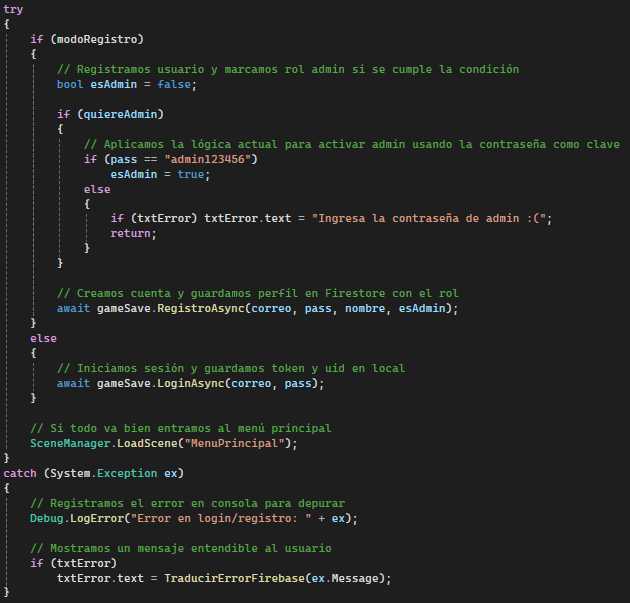 try
{
    if (modoRegistro)
    {
        // Registramos usuario y marcamos rol admin si se cumple la condición
        bool esAdmin = false;

        if (quiereAdmin)
        {
            // Aplicamos la lógica actual para activar admin usando la contraseña como clave
            if (pass == "admin123456")
                esAdmin = true;
            else
            {
                if (txtError) txtError.text = "Ingresa la contraseña de admin :(";
                return;
            }
        }

        // Creamos cuenta y guardamos perfil en Firestore con el rol
        await gameSave.RegistroAsync(correo, pass, nombre, esAdmin);
    }
    else
    {
        // Iniciamos sesión y guardamos token y uid en local
        await gameSave.LoginAsync(correo, pass);
    }

    // Si todo va bien entramos al menú principal
    SceneManager.LoadScene("MenuPrincipal");
}
catch (System.Exception ex)
{
    // Registramos el error en consola para depurar
    Debug.LogError("Error en login/registro: " + ex);

    // Mostramos un mensaje entendible al usuario
    if (txtError)
        txtError.text = TraducirErrorFirebase(ex.Message);
}